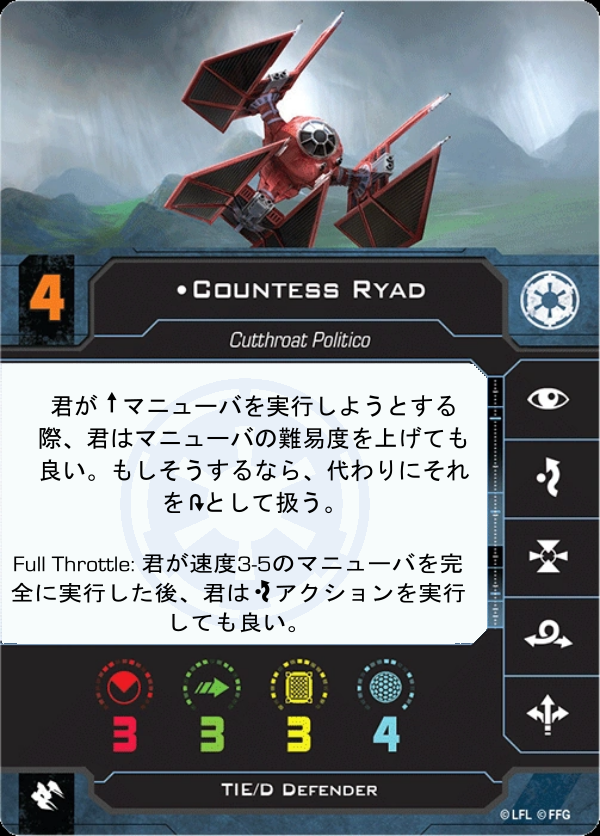 4
•Countess Ryad
Cutthroat Politico
君が⬆マニューバを実行しようとする
際、君はマニューバの難易度を上げても
良い。もしそうするなら、代わりにそれ
をとして扱う。
Full Throttle: 君が速度3-5のマニューバを完
全に実行した後、君はアクションを実行
しても良い。
3 3 3 4
TIE/D Defender
© LFL © FFG